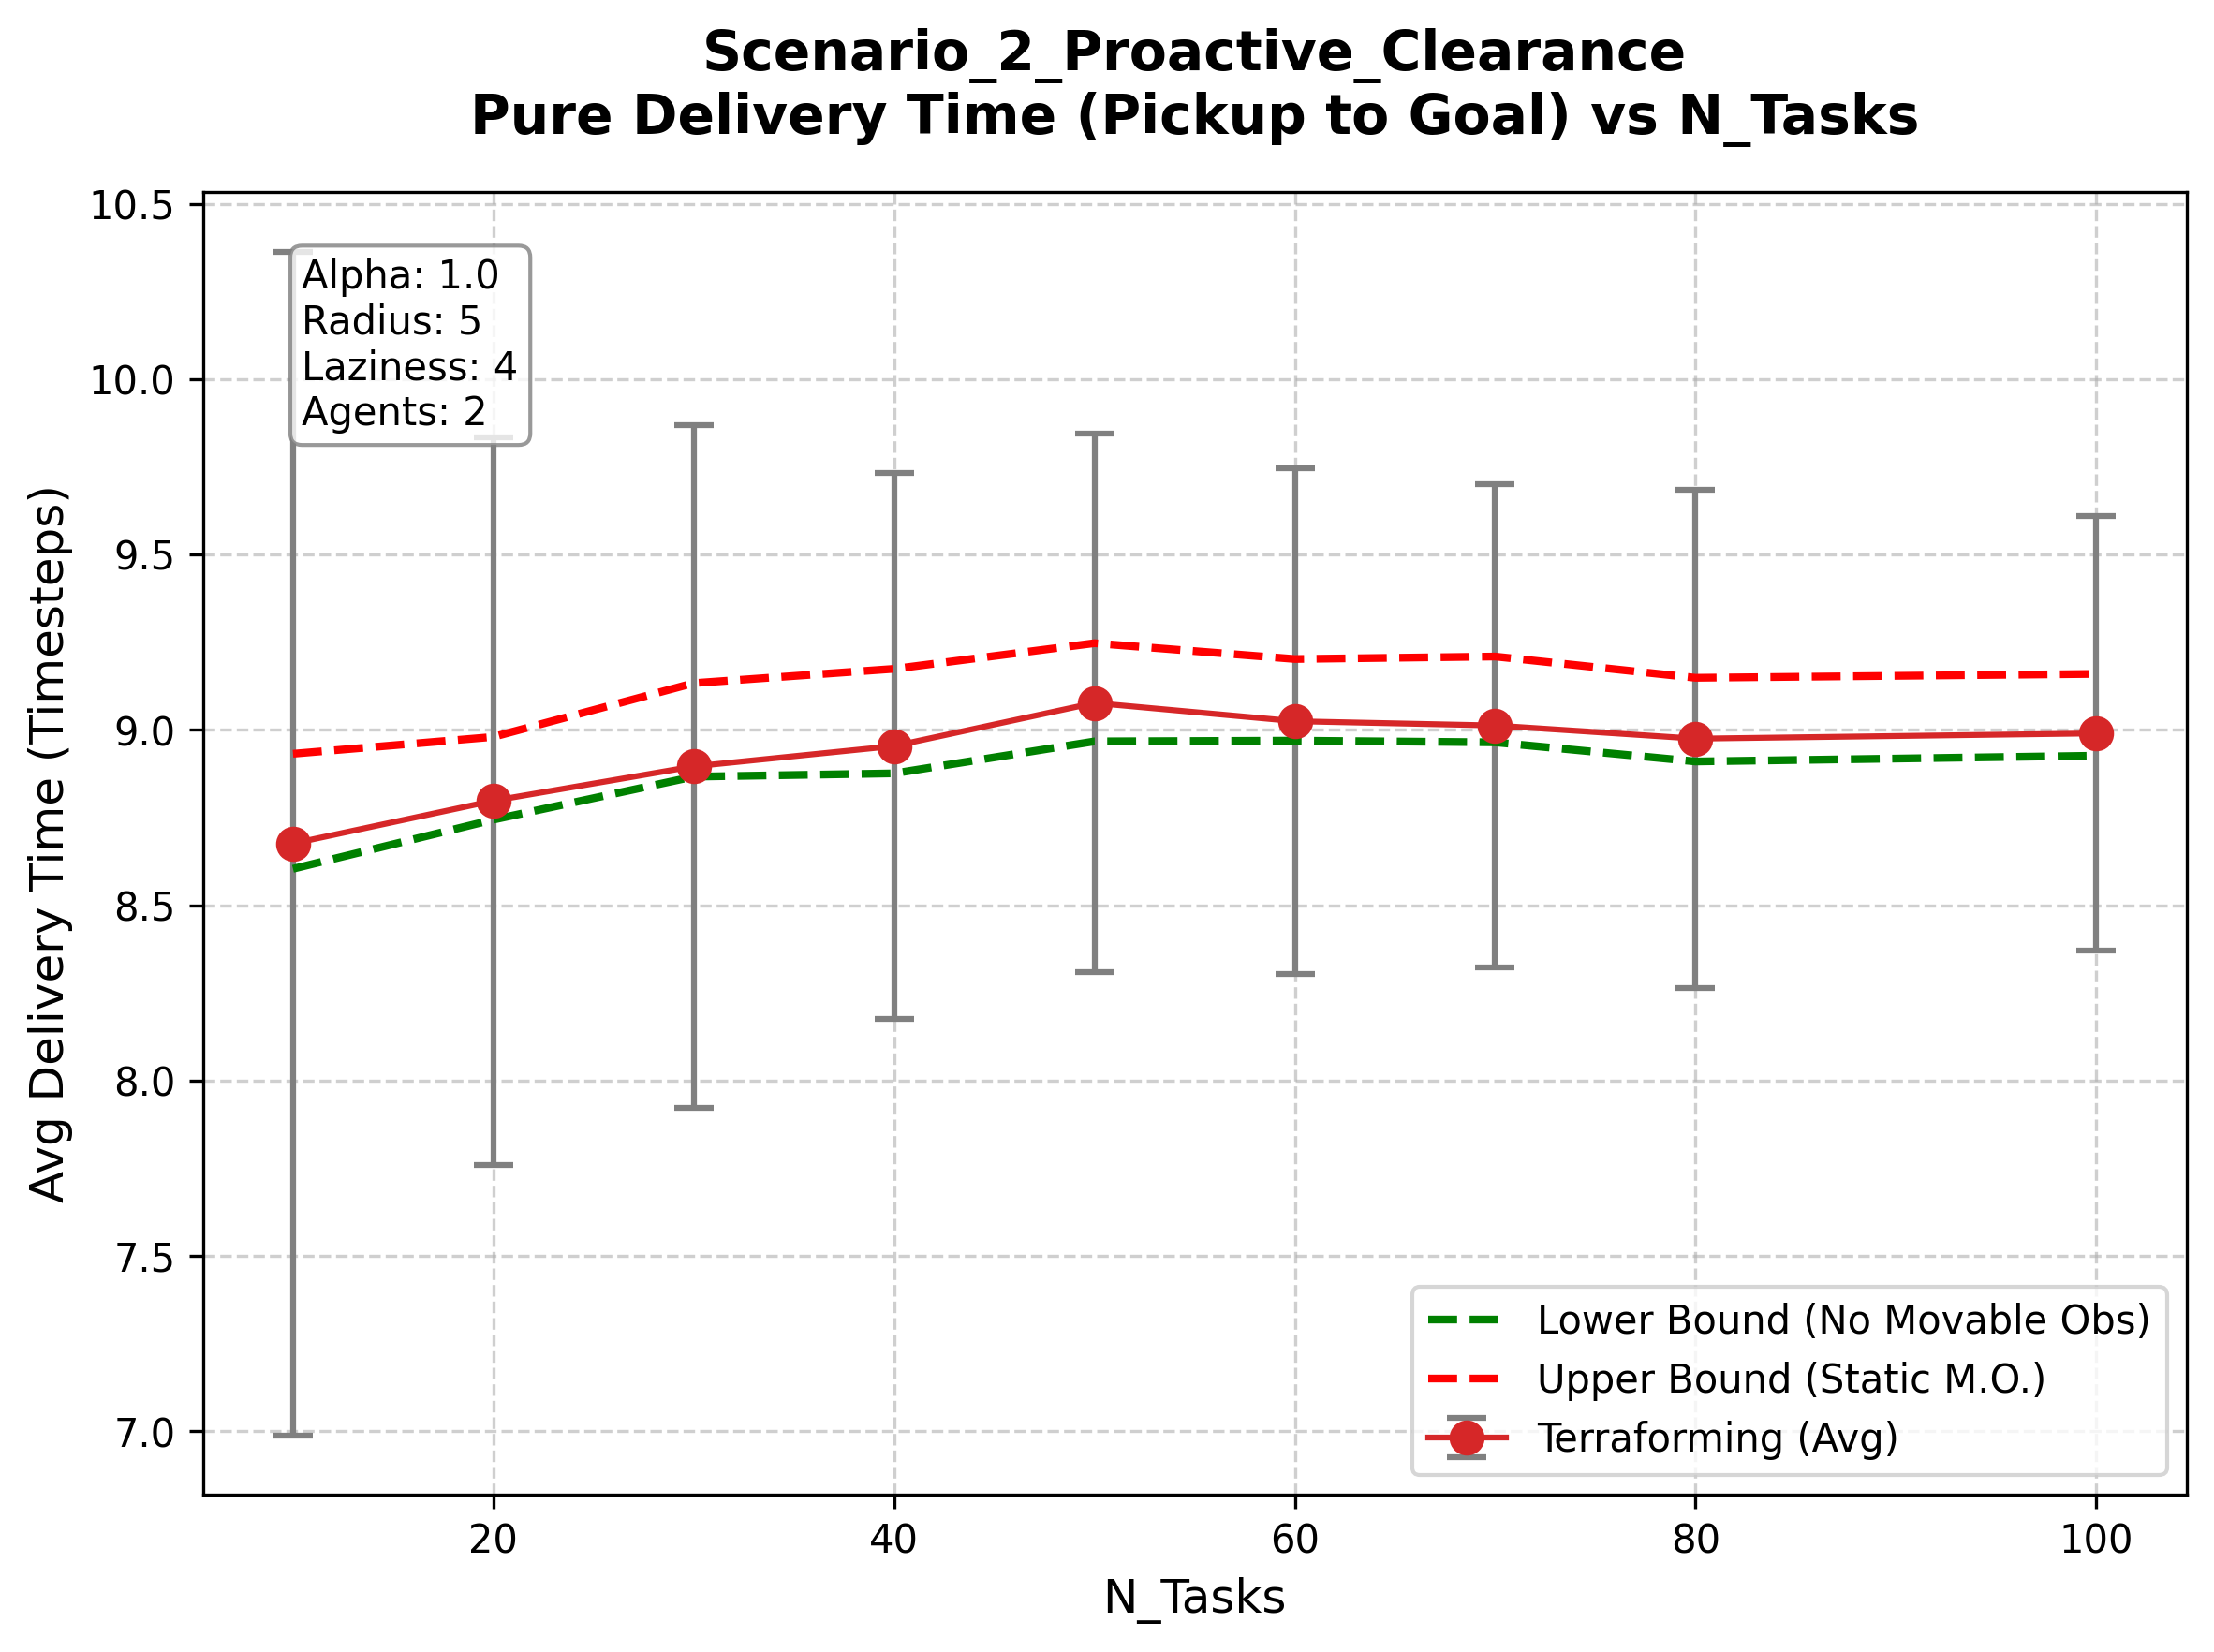 Scenario_2_Proactive_Clearance
Pure Delivery Time (Pickup to Goal) vs N_Tasks
Avg Delivery Time (Timesteps)
10.5
10.0
9.5
9.0
8.5
8.0
7.5
7.0
Alpha: 1.0
Radius: 5
Laziness: 4
Agents: 2
Lower Bound (No Movable Obs)
Upper Bound (Static M.O.)
Terraforming (Avg)
20
40
60
80
100
N_Tasks